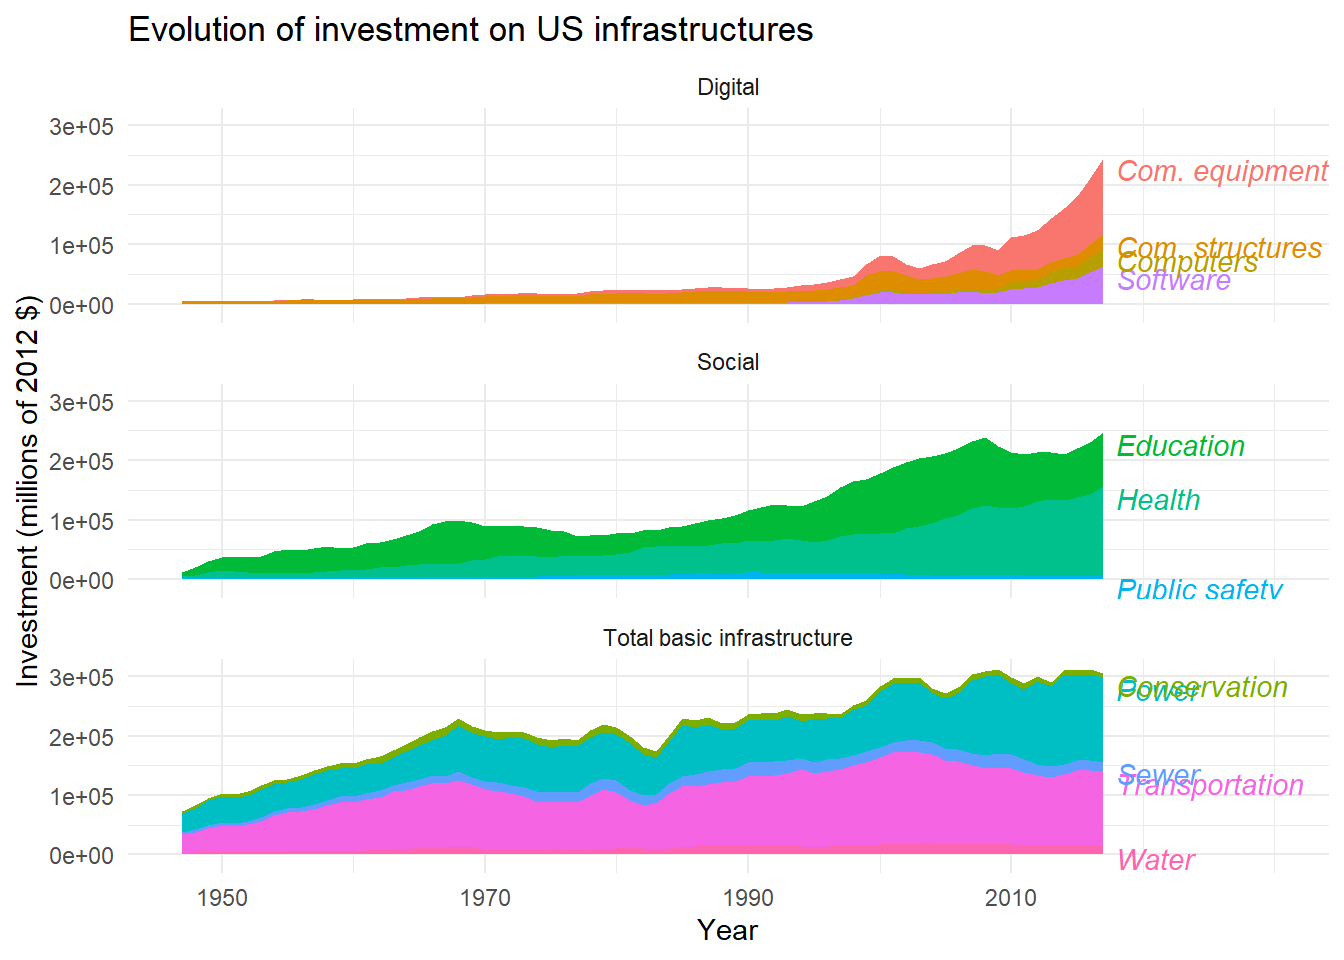 Evolution of investment on US infrastructures
Digital
3e+05
2e+05
1e+05
0e+00
Com. equipment
Com. structures
Computers
Software
Social
3e+05
2e+05
1e+05
0e+00
Education
Health
Public safety
Total basic infrastructure
3e+05
2e+05
1e+05
0e+00
Conservation
Power
Sewer
Transportation
Water
1950 1970 1990 2010
Year
Investment (millions of 2012 $)